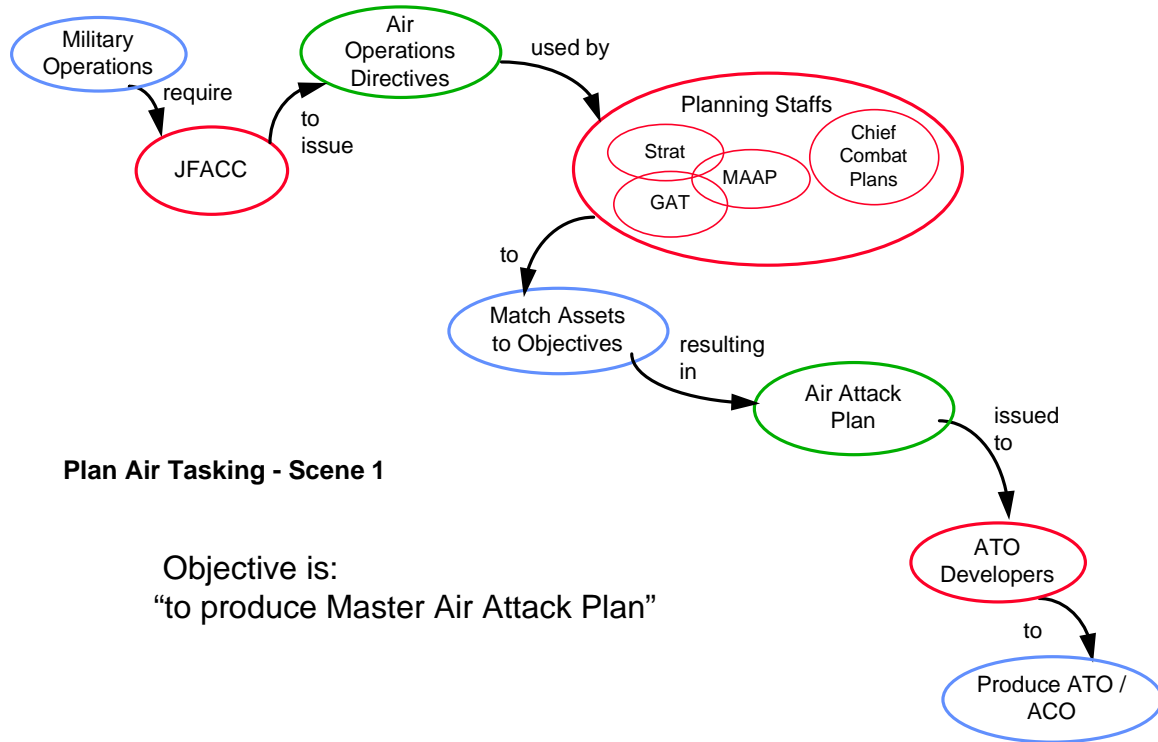 Military
Operations
require
JFACC
to
issue
Air
Operations
Directives
used by
Planning Staffs
Strat
MAAP
GAT
Chief
Combat
Plans
to
Match Assets
to Objectives
resulting
in
Air Attack
Plan
issued
to
ATO
Developers
to
Produce ATO /
ACO
Plan Air Tasking - Scene 1
Objective is:
“to produce Master Air Attack Plan”